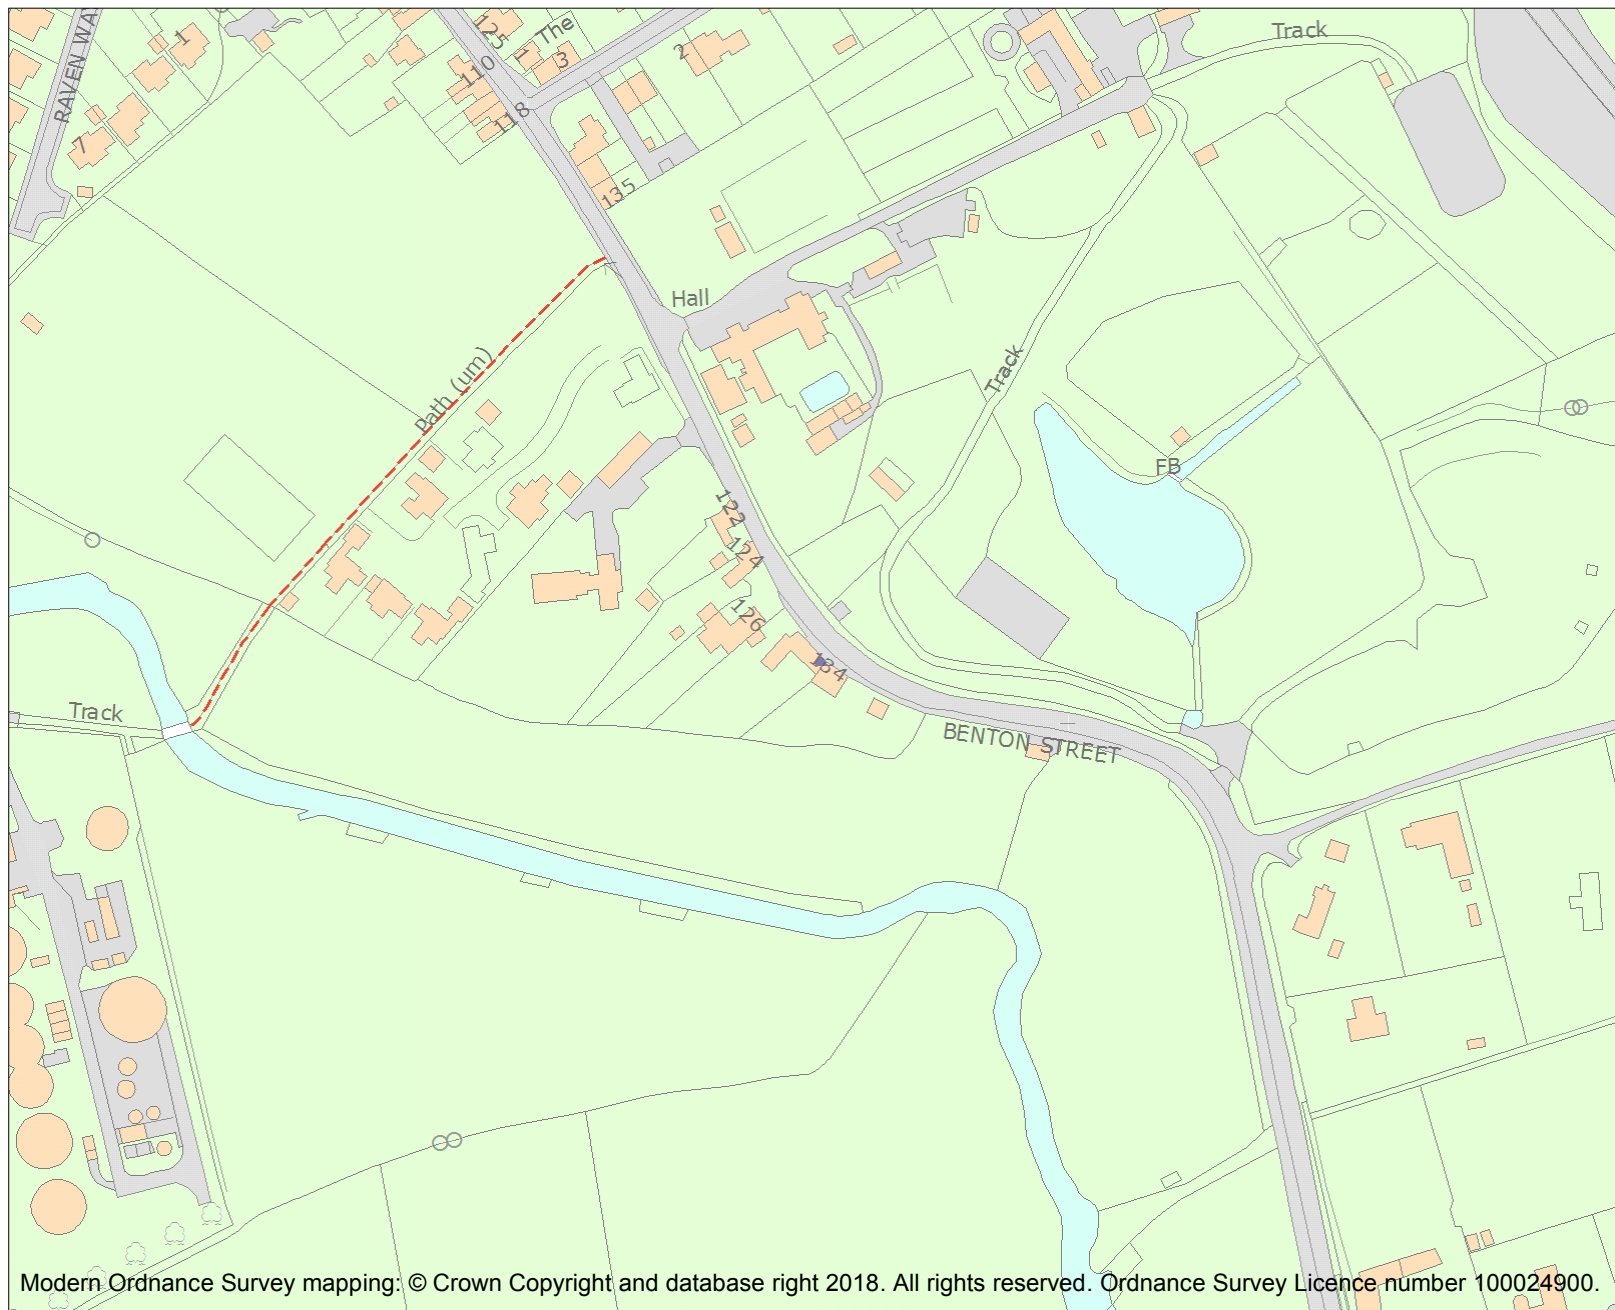 125
The
1
3
2
Track
RAVEN WAY
1
110
118
7
135
Hall
Path (um)
Track
FB
122
124
126
134
Track
BENTON STREET
Modern Ordnance Survey mapping: © Crown Copyright and database right 2018. All rights reserved. Ordnance Survey Licence number 100024900.